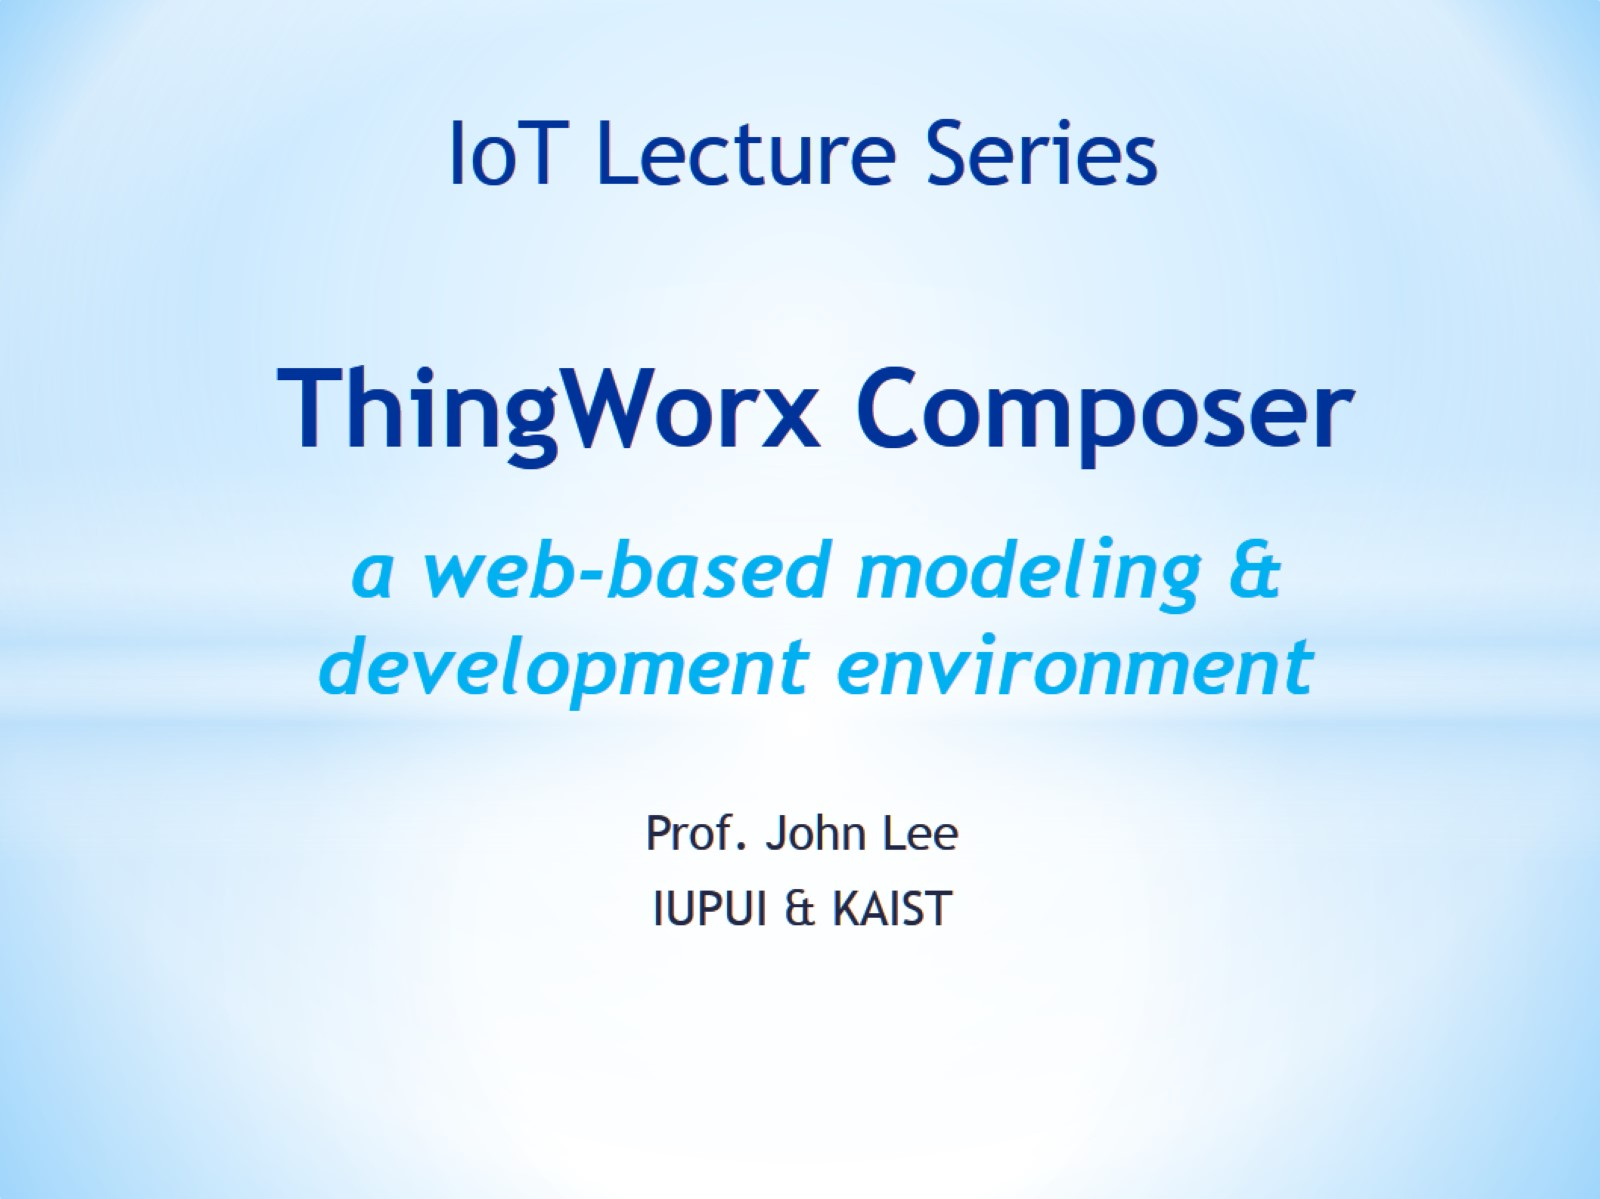 IoT Lecture Series
ThingWorx Composer
a web-based modeling &
development environment
Prof. John Lee
IUPUI & KAIST